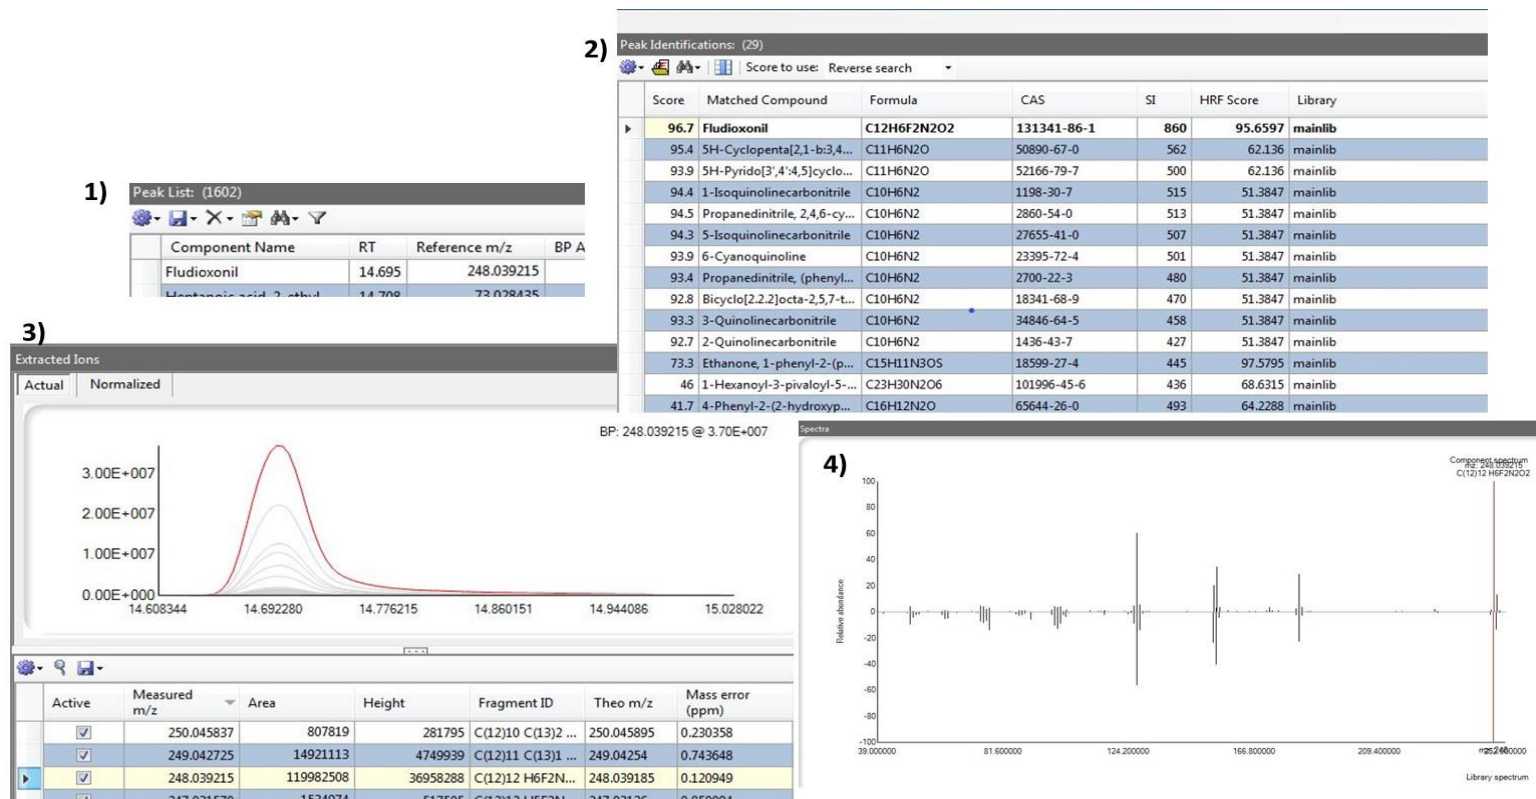 1)
Peak List: (1602)
Component Name RT Reference m/z BP A
Fludioxonil 14.695 248.039215
Heptanoic acid, 2-ethyl 14.708 73.028435
2)
Peak Identifications: (29)
Score to use: Reverse search
Score Matched Compound Formula CAS SI HRF Score Library
96.7 Fludioxonil C12H6F2N2O2 131341-86-1 860 95.6597 mainlib
95.4 5H-Cyclopenta[2,1-b:3,4... C11H6N2O 50890-67-0 562 62.136 mainlib
93.9 5H-Pyrido[3',4':4,5]cyclo... C11H6N2O 52166-79-7 500 62.136 mainlib
94.4 1-Isoquinolinecarbonitrile C10H6N2 1198-30-7 515 51.3847 mainlib
94.5 Propanedinitrile, 2,4,6-cy... C10H6N2 2860-54-0 513 51.3847 mainlib
94.3 5-Isoquinolinecarbonitrile C10H6N2 27655-41-0 507 51.3847 mainlib
93.9 6-Cyanoquinoline C10H6N2 23395-72-4 501 51.3847 mainlib
93.4 Propanedinitrile, (phenyl... C10H6N2 2700-22-3 480 51.3847 mainlib
92.8 Bicyclo[2.2.2]octa-2,5,7-t... C10H6N2 18341-68-9 470 51.3847 mainlib
93.3 3-Quinolinecarbonitrile C10H6N2 34846-64-5 458 51.3847 mainlib
92.7 2-Quinolinecarbonitrile C10H6N2 1436-43-7 427 51.3847 mainlib
73.3 Ethanone, 1-phenyl-2-(p... C15H11N3OS 18599-27-4 445 97.5795 mainlib
46 1-Hexanoyl-3-pivaloyl-5-... C23H30N2O6 101996-45-6 436 68.6315 mainlib
41.7 4-Phenyl-2-(2-hydroxyp... C16H12N2O 65644-26-0 493 64.2288 mainlib
3)
Extracted Ions
Actual Normalized
BP: 248.039215 @ 3.70E+007
3.00E+007
2.00E+007
1.00E+007
0.00E+000
14.608344 14.692280 14.776215 14.860151 14.944086 15.028022
Active Measured m/z Area Height Fragment ID Theo m/z Mass error (ppm)
250.045837 807819 281795 C(12)10 C(13)2 ... 250.045895 0.230358
249.042725 14921113 4749939 C(12)11 C(13)1 ... 249.04254 0.743648
248.039215 119982508 36958288 C(12)12 H6F2N... 248.039185 0.120949
4)
Spectra
Component spectrum
mz: 248.039215
C(12)12 H6F2N2O2
Relative abundance
100
80
60
40
20
0
-20
-40
-60
-80
-100
39.000000 81.600000 124.200000 166.800000 209.400000
Library spectrum